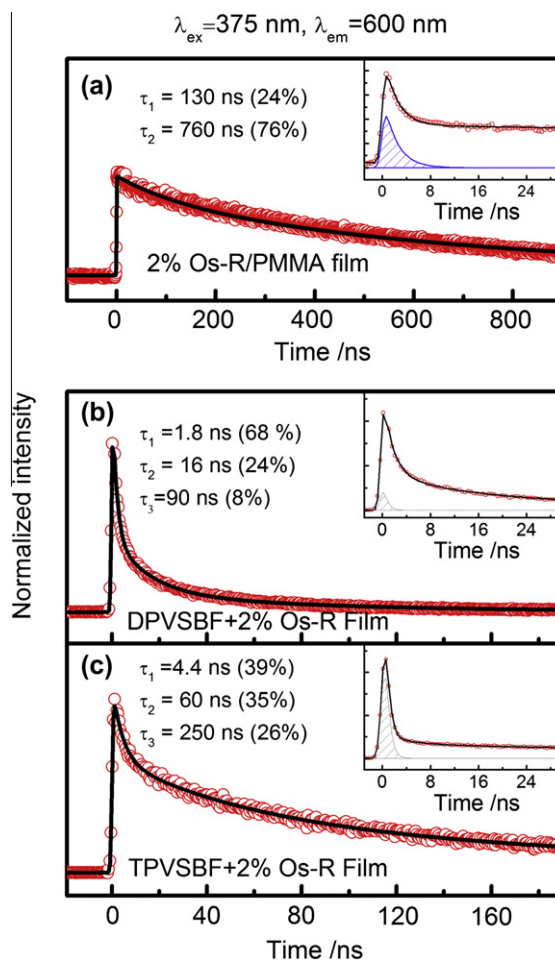 λex=375 nm, λem=600 nm
(a)
τ1 = 130 ns (24%)
τ2 = 760 ns (76%)
0 8 16 24
Time /ns
2% Os-R/PMMA film
0 200 400 600 800
Time /ns
Normalized intensity
(b)
τ1 =1.8 ns (68 %)
τ2 = 16 ns (24%)
τ3=90 ns (8%)
0 8 16 24
Time /ns
DPVSBF+2% Os-R Film
(c)
τ1 =4.4 ns (39%)
τ2 = 60 ns (35%)
τ3 = 250 ns (26%)
0 8 16 24
Time /ns
TPVSBF+2% Os-R Film
0 40 80 120 160
Time /ns